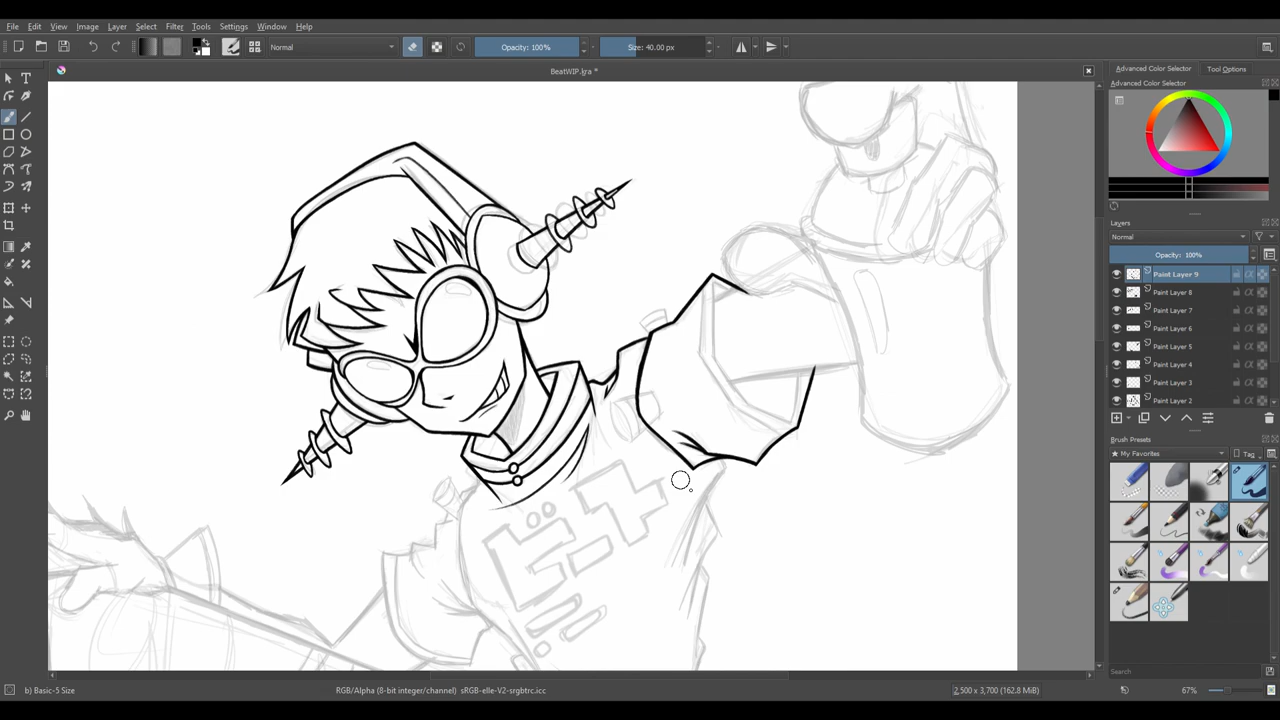 File Edit View Image Layer Select Filter Tools Settings Window Help
Normal Opacity: 100% Size: 40.00 px
BeatWIP.kra *
Advanced Color Selector Tool Options
Advanced Color Selector
Layers
Normal
Opacity: 100%
Paint Layer 9
Paint Layer 8
Paint Layer 7
Paint Layer 6
Paint Layer 5
Paint Layer 4
Paint Layer 3
Paint Layer 2
Brush Presets
My Favorites Tag
Search
b) Basic-5 Size RGB/Alpha (8-bit integer/channel) sRGB-elle-V2-srgbtrc.icc 2,500 x 3,700 (162.8 MiB) 67%